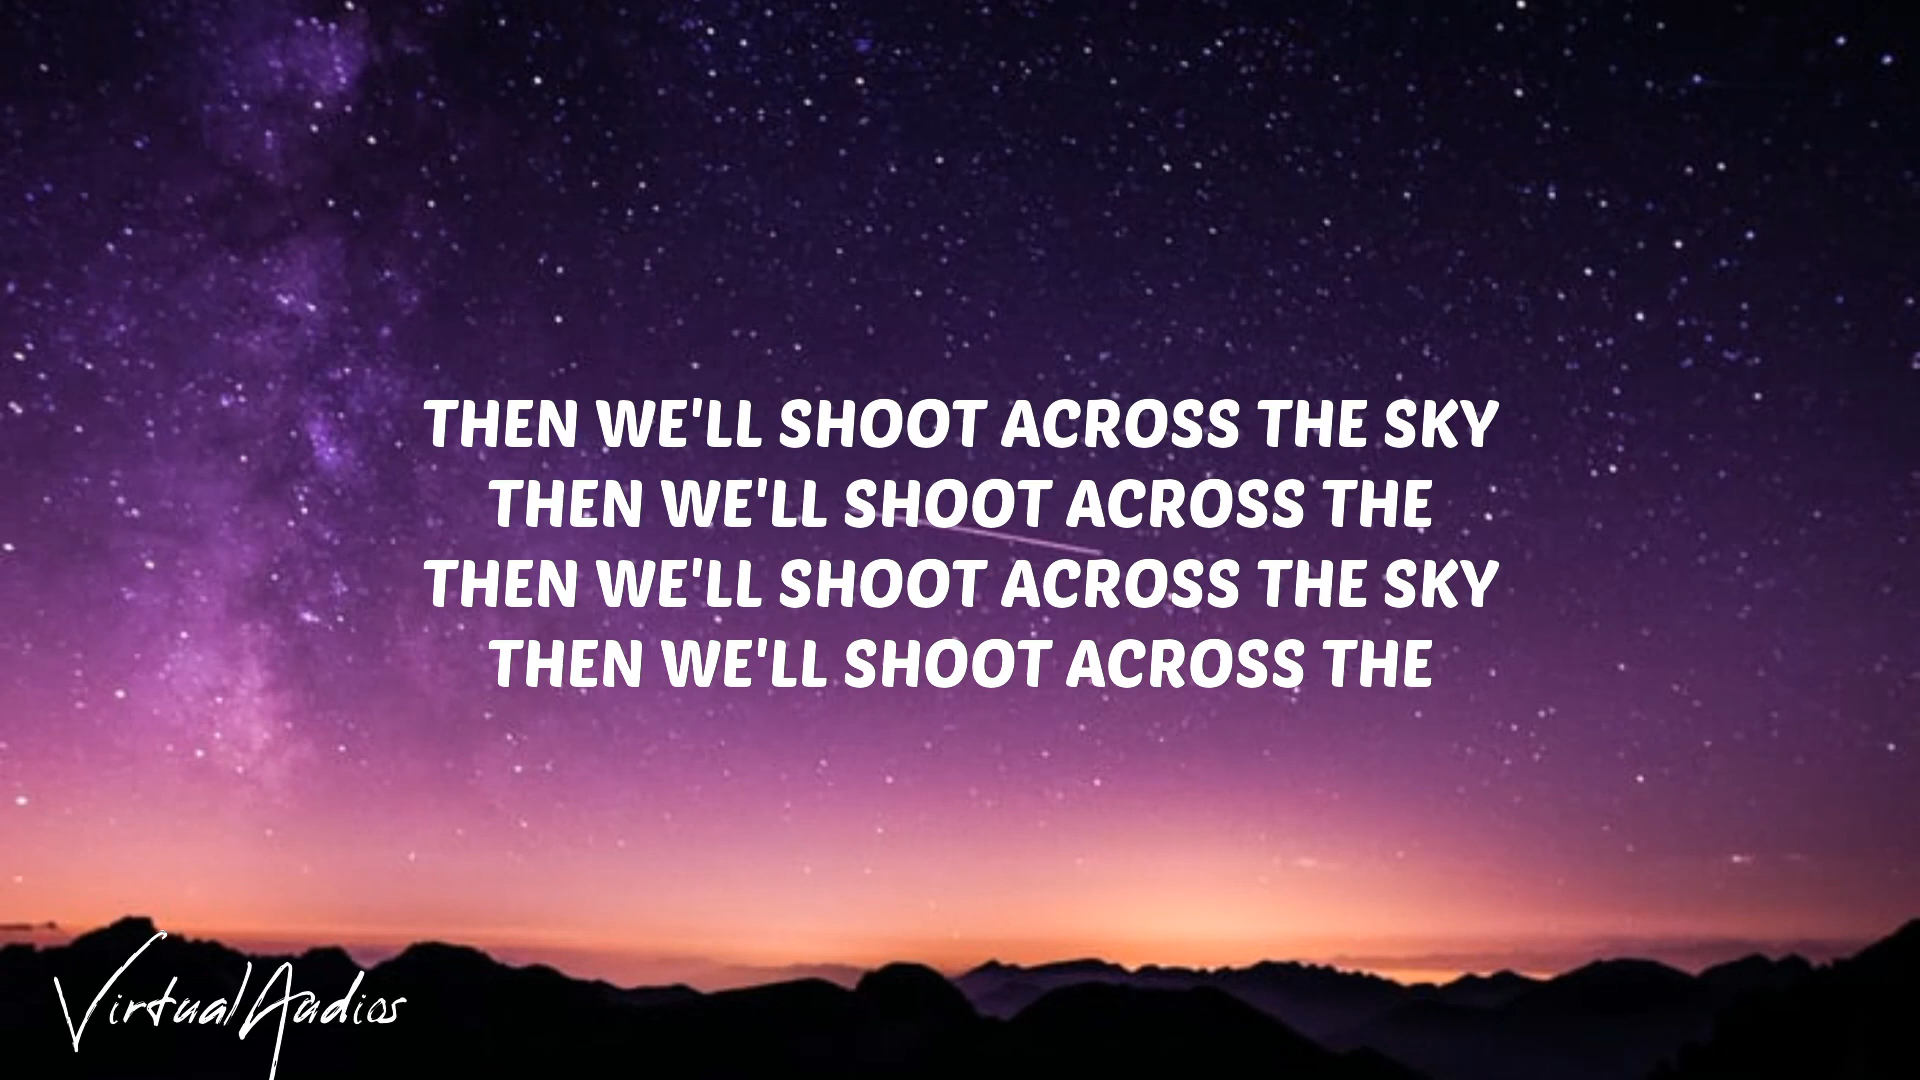 THEN WE'LL SHOOT ACROSS THE SKY
THEN WE'LL SHOOT ACROSS THE
THEN WE'LL SHOOT ACROSS THE SKY
THEN WE'LL SHOOT ACROSS THE
VirtualAudios